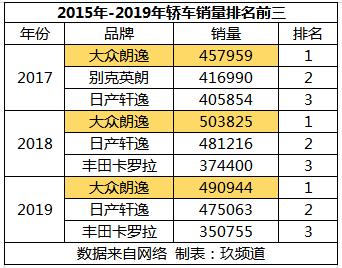 2015年-2019年轿车销量排名前三
年份 品牌 销量 排名
2017 大众朗逸 457959 1
别克英朗 416990 2
日产轩逸 405854 3
2018 大众朗逸 503825 1
日产轩逸 481216 2
丰田卡罗拉 374400 3
2019 大众朗逸 490944 1
日产轩逸 475063 2
丰田卡罗拉 350755 3
数据来自网络 制表：玖频道